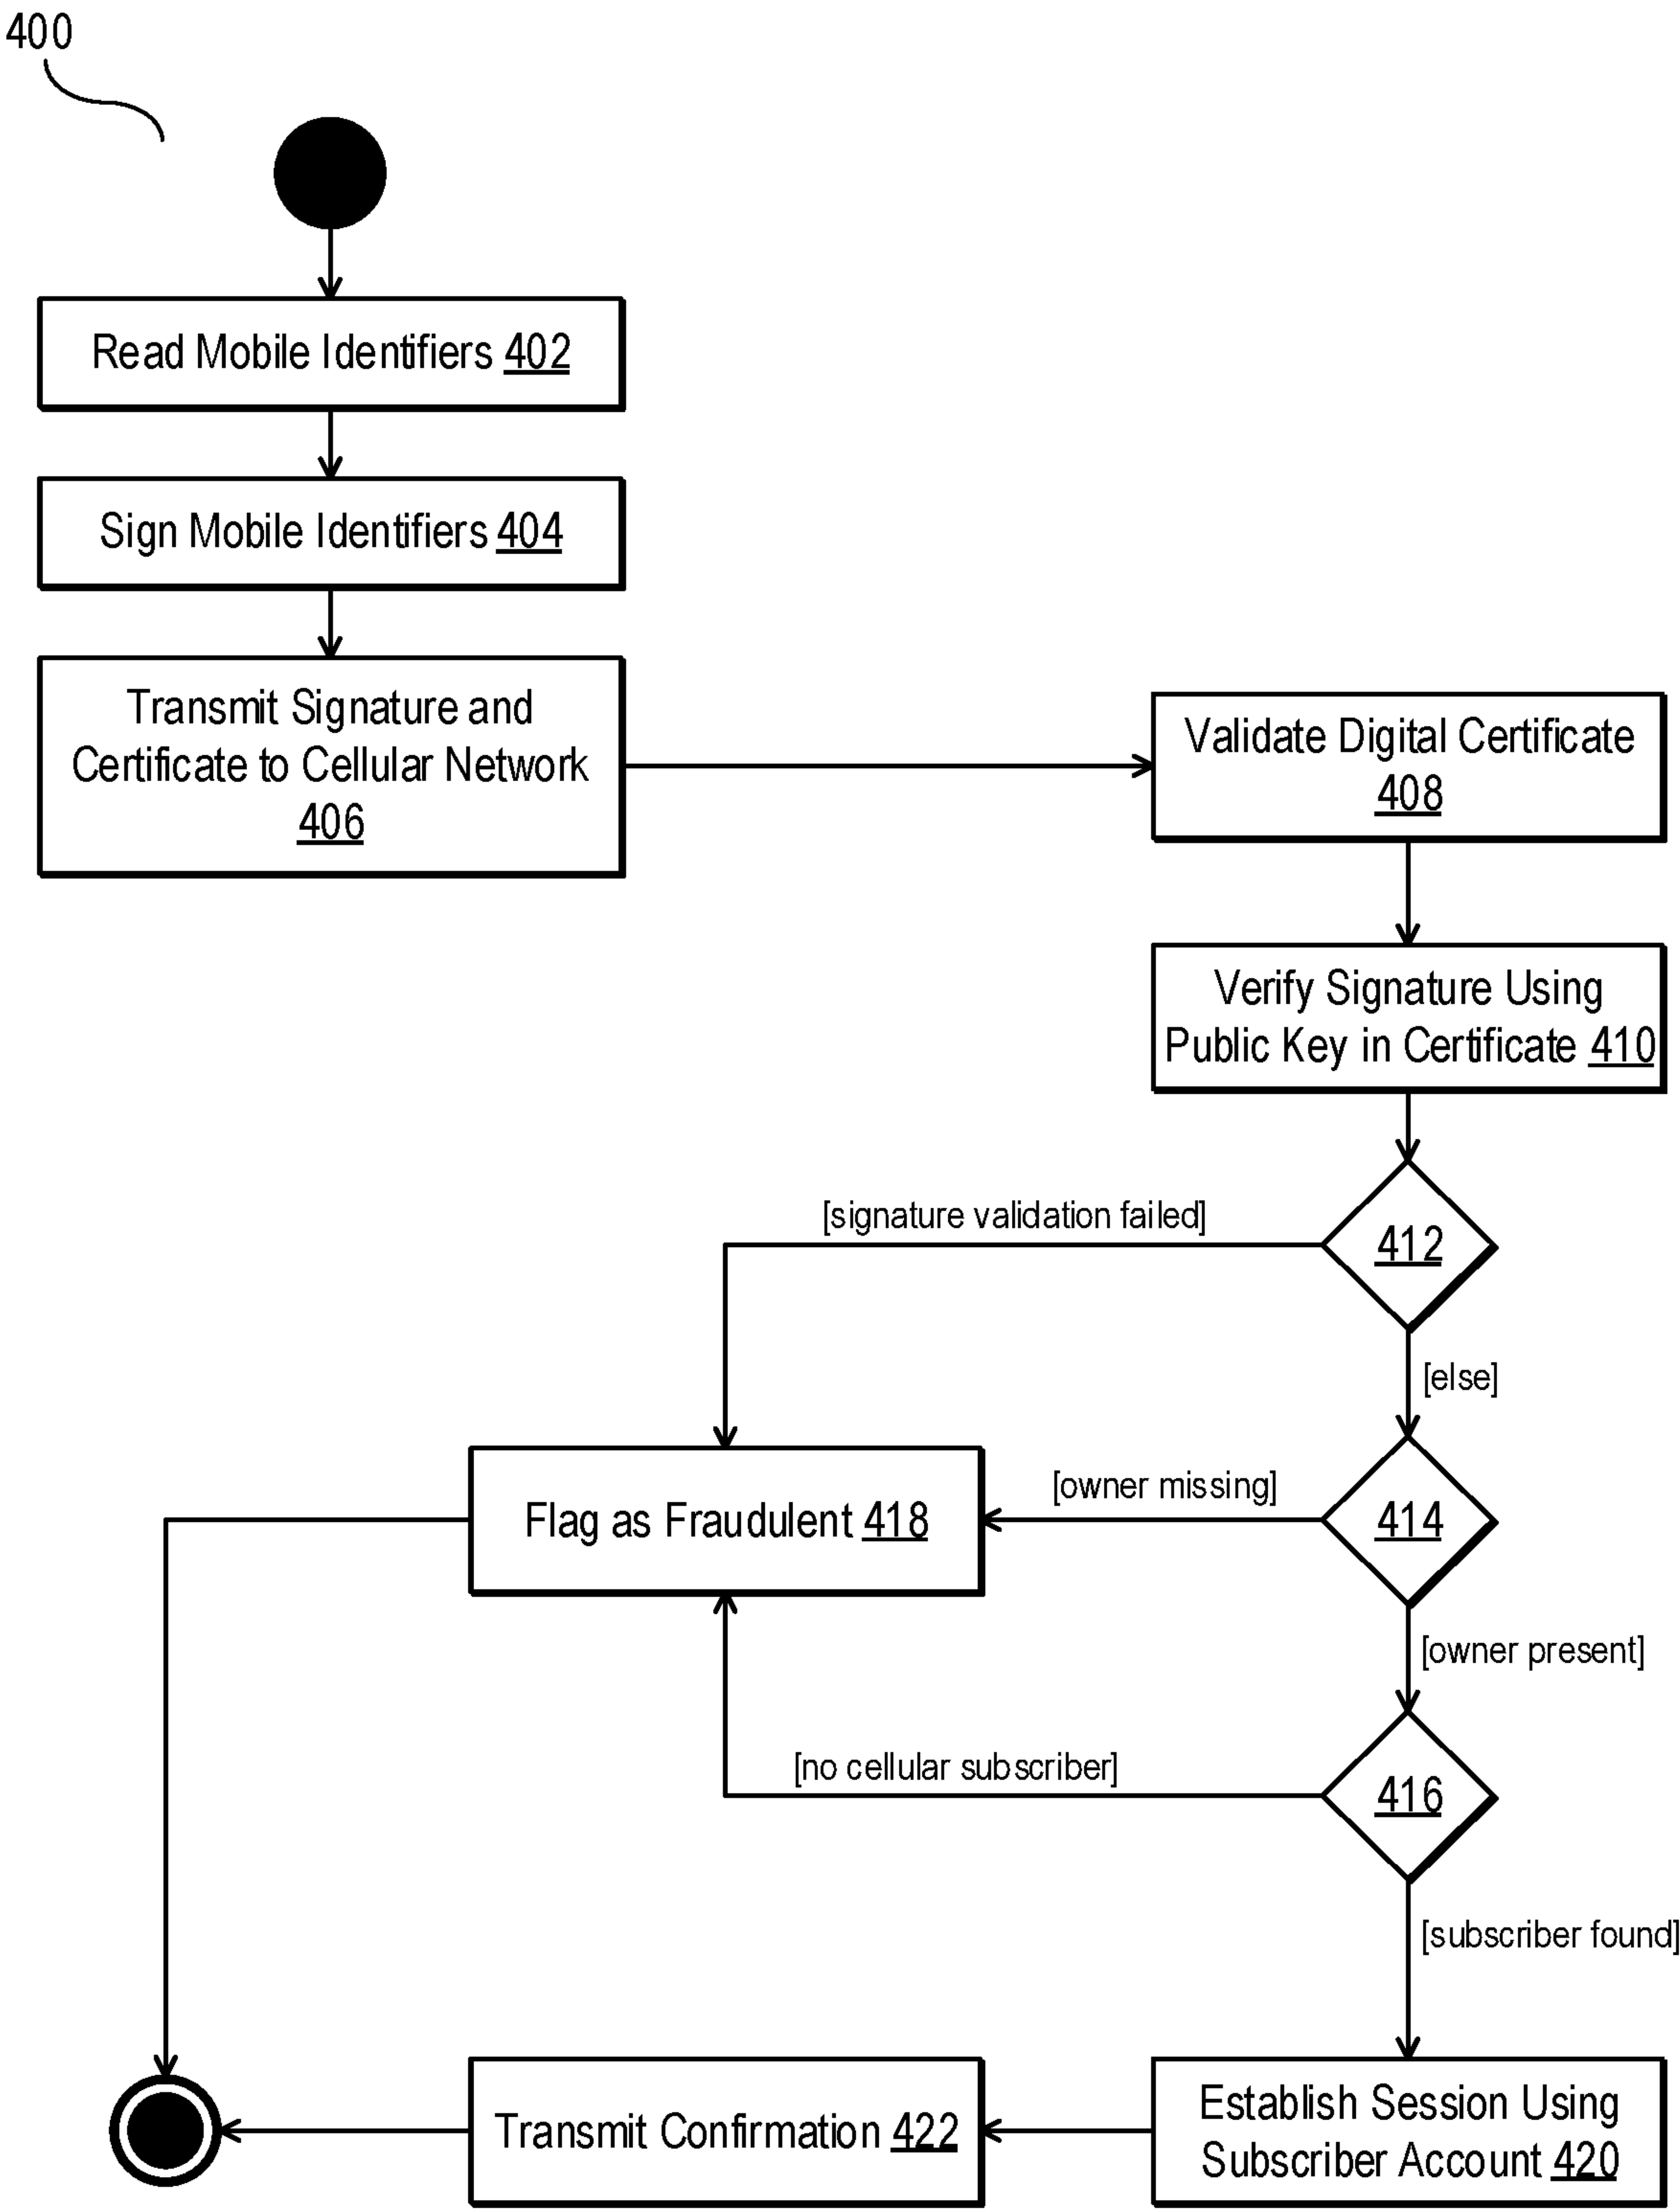 400
Read Mobile Identifiers 402
Sign Mobile Identifiers 404
Transmit Signature and
Certificate to Cellular Network
406
Validate Digital Certificate
408
Verify Signature Using
Public Key in Certificate 410
[signature validation failed]
412
[else]
Flag as Fraudulent 418
[owner missing]
414
[owner present]
[no cellular subscriber]
416
[subscriber found]
Transmit Confirmation 422
Establish Session Using
Subscriber Account 420